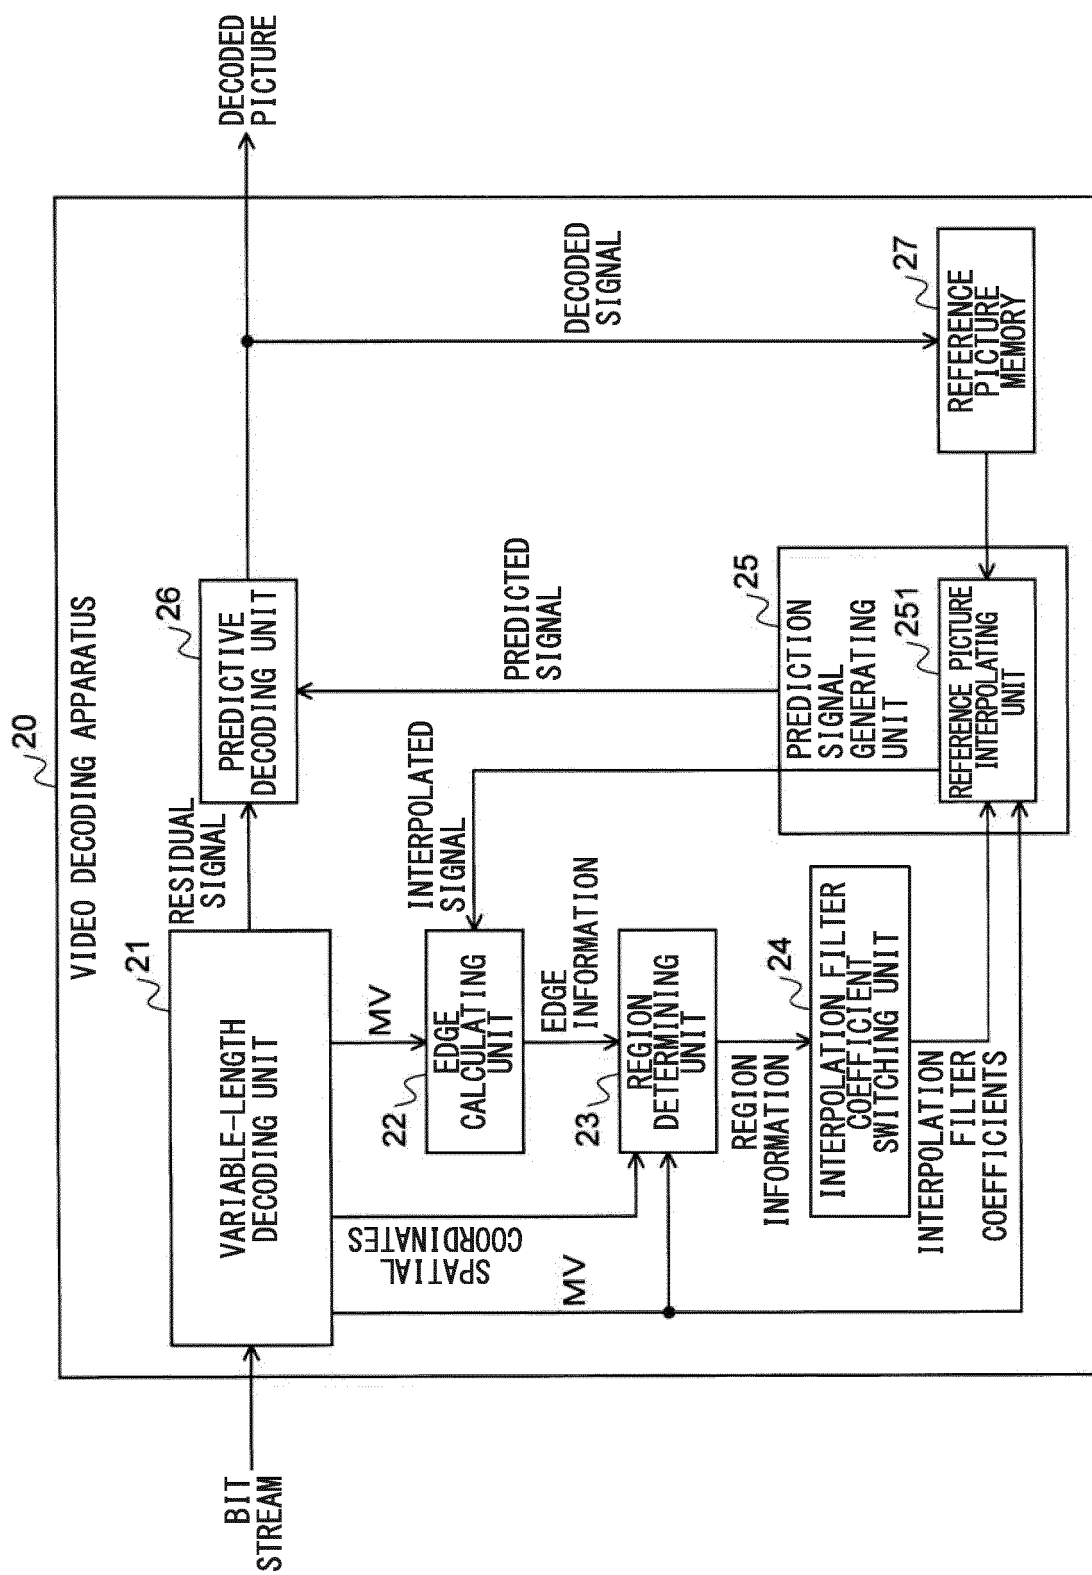 VIDEO DECODING APPARATUS
20
BIT
STREAM
21
VARIABLE-LENGTH
DECODING UNIT
RESIDUAL
SIGNAL
26
PREDICTIVE
DECODING UNIT
DECODED
PICTURE
MV
SPATIAL
COORDINATES
MV
22
EDGE
CALCULATING
UNIT
INTERPOLATED
SIGNAL
PREDICTED
SIGNAL
DECODED
SIGNAL
EDGE
INFORMATION
23
REGION
DETERMINING
UNIT
REGION
INFORMATION
24
INTERPOLATION FILTER
COEFFICIENT
SWITCHING UNIT
INTERPOLATION
FILTER
COEFFICIENTS
25
PREDICTION
SIGNAL
GENERATING
UNIT
251
REFERENCE PICTURE
INTERPOLATING
UNIT
27
REFERENCE
PICTURE
MEMORY